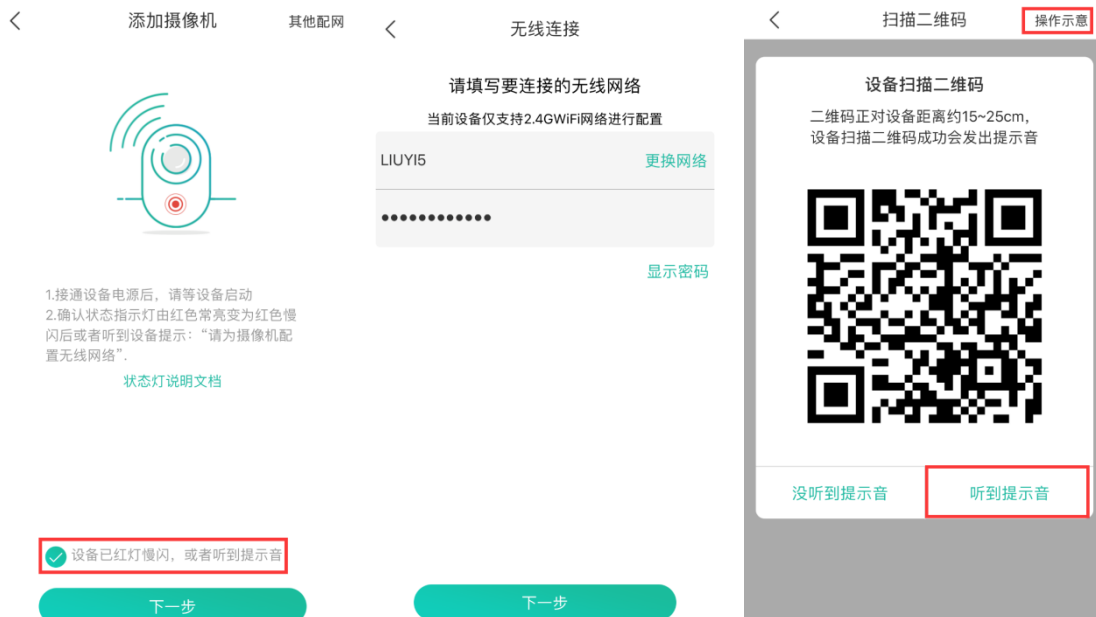 添加摄像机
其他配网
1.接通设备电源后，请等设备启动
2.确认状态指示灯由红色常亮变为红色慢
闪后或者听到设备提示：“请为摄像机配
置无线网络”.
状态灯说明文档
设备已红灯慢闪，或者听到提示音
下一步
无线连接
请填写要连接的无线网络
当前设备仅支持2.4GWiFi网络进行配置
LIUYI5
更换网络
••••••••••••
显示密码
下一步
扫描二维码
操作示意
设备扫描二维码
二维码正对设备距离约15~25cm，
设备扫描二维码成功会发出提示音
没听到提示音
听到提示音